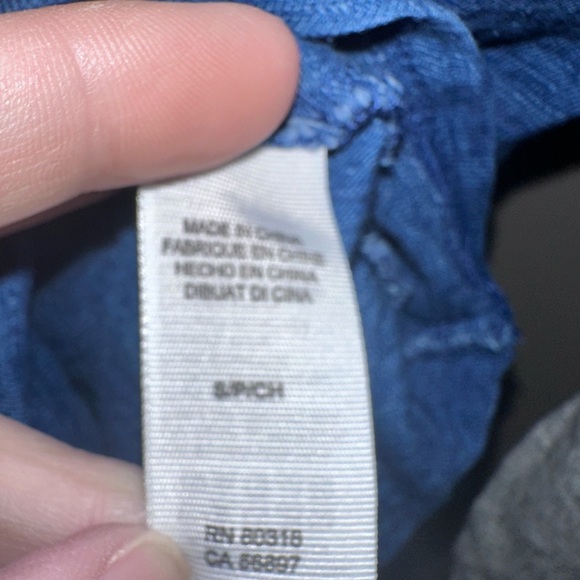 MADE IN CHINA
FABRIQUE EN CHINE
HECHO EN CHINA
DIBUAT DI CINA
S/P/CH
RN 80318
CA 56897